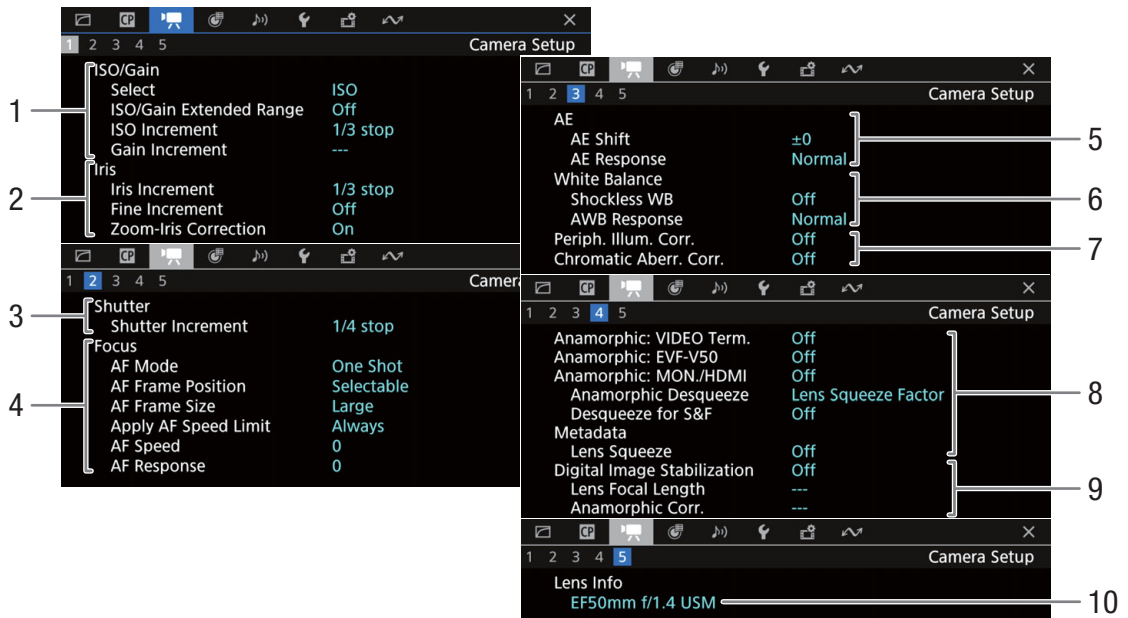 CP
1 2 3 4 5 Camera Setup
ISO/Gain
Select ISO
ISO/Gain Extended Range Off
ISO Increment 1/3 stop
Gain Increment ---
Iris
Iris Increment 1/3 stop
Fine Increment Off
Zoom-Iris Correction On
1
2
CP
1 2 3 4 5 Camer
Shutter
Shutter Increment 1/4 stop
Focus
AF Mode One Shot
AF Frame Position Selectable
AF Frame Size Large
Apply AF Speed Limit Always
AF Speed 0
AF Response 0
3
4
CP
1 2 3 4 5 Camera Setup
AE
AE Shift ±0
AE Response Normal
White Balance
Shockless WB Off
AWB Response Normal
Periph. Illum. Corr. Off
Chromatic Aberr. Corr. Off
5
6
7
CP
1 2 3 4 5 Camera Setup
Anamorphic: VIDEO Term. Off
Anamorphic: EVF-V50 Off
Anamorphic: MON./HDMI Off
Anamorphic Desqueeze Lens Squeeze Factor
Desqueeze for S&F Off
Metadata
Lens Squeeze Off
Digital Image Stabilization Off
Lens Focal Length ---
Anamorphic Corr. ---
8
9
CP
1 2 3 4 5 Camera Setup
Lens Info
EF50mm f/1.4 USM
10